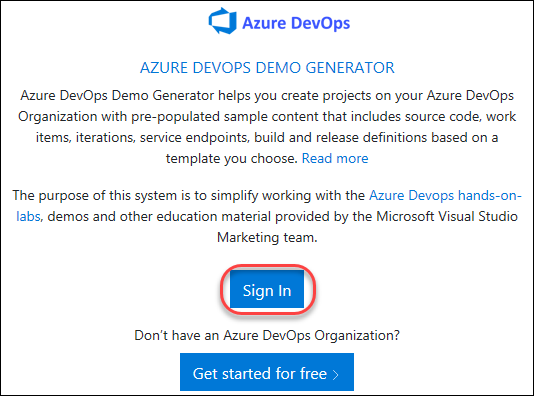 Azure DevOps
AZURE DEVOPS DEMO GENERATOR
Azure DevOps Demo Generator helps you create projects on your Azure DevOps
Organization with pre-populated sample content that includes source code, work
items, iterations, service endpoints, build and release definitions based on a
template you choose. Read more
The purpose of this system is to simplify working with the Azure Devops hands-on-
labs, demos and other education material provided by the Microsoft Visual Studio
Marketing team.
Sign In
Don't have an Azure DevOps Organization?
Get started for free >